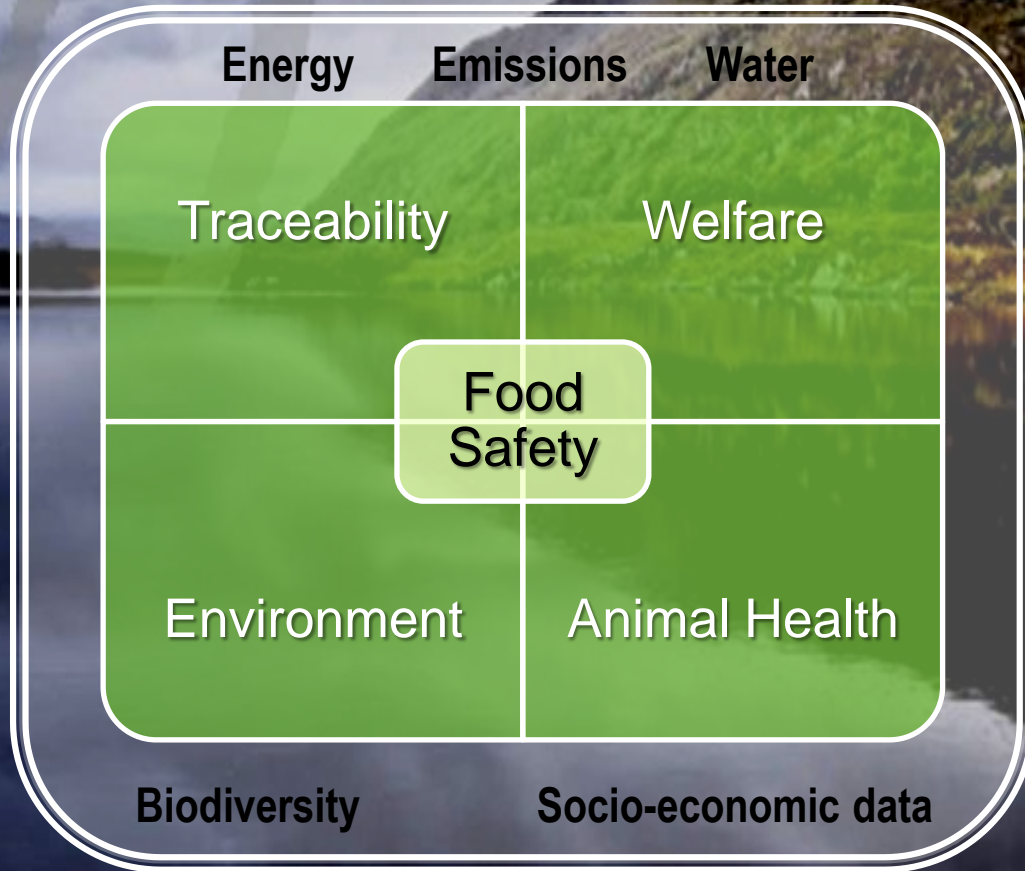 Energy Emissions Water
Traceability Welfare
Food
Safety
Environment Animal Health
Biodiversity Socio-economic data